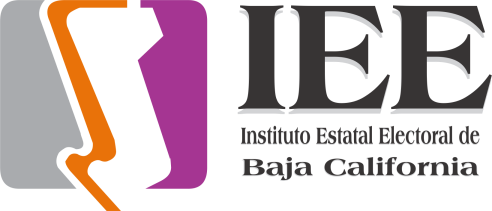 IEE
Instituto Estatal Electoral de
Baja California